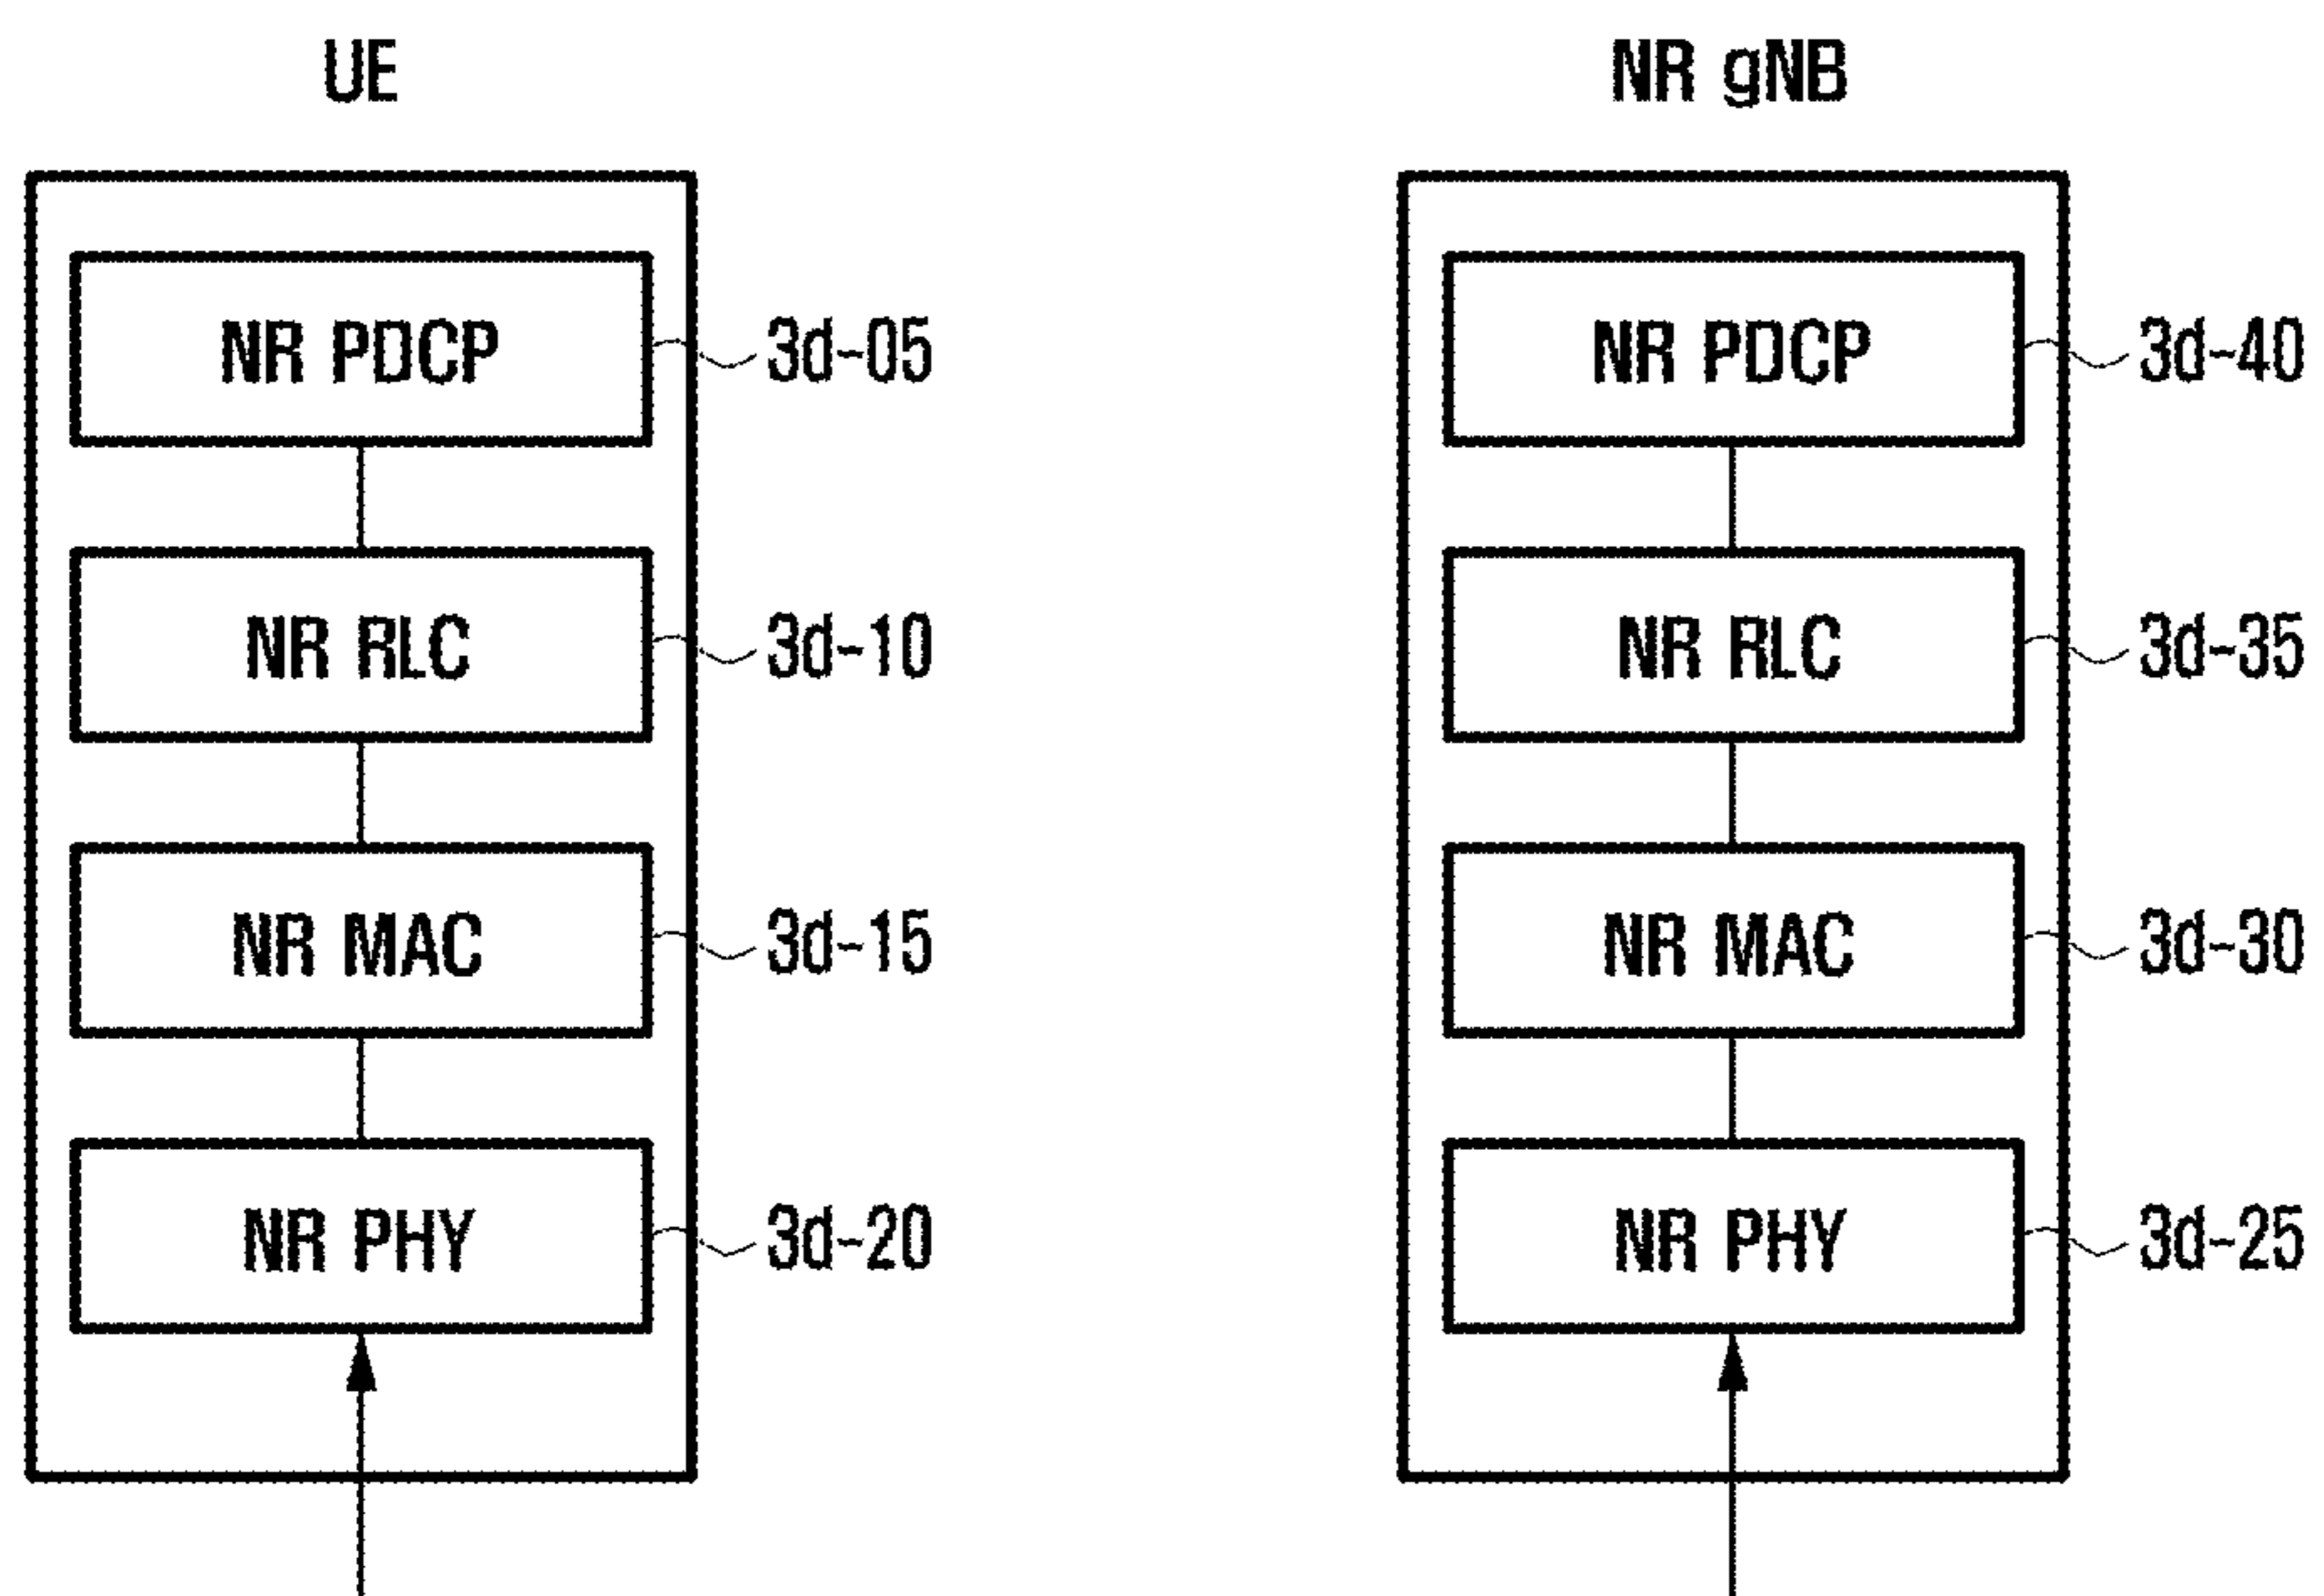 UE
NR gNB
NR PDCP
3d-05
NR PDCP
3d-40
NR RLC
3d-10
NR RLC
3d-35
NR MAC
3d-15
NR MAC
3d-30
NR PHY
3d-20
NR PHY
3d-25